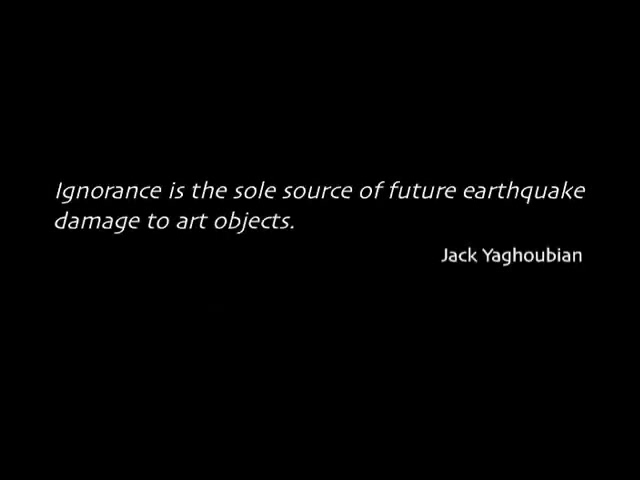 Ignorance is the sole source of future earthquake
damage to art objects.
Jack Yaghoubian